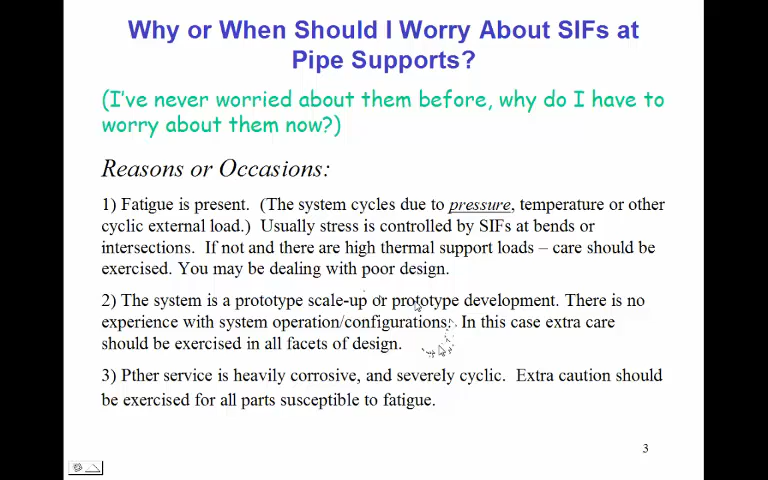 Why or When Should I Worry About SIFs at
Pipe Supports?
(I've never worried about them before, why do I have to
worry about them now?)
Reasons or Occasions:
1) Fatigue is present. (The system cycles due to pressure, temperature or other
cyclic external load.) Usually stress is controlled by SIFs at bends or
intersections. If not and there are high thermal support loads – care should be
exercised. You may be dealing with poor design.
2) The system is a prototype scale-up or prototype development. There is no
experience with system operation/configurations. In this case extra care
should be exercised in all facets of design.
3) Pther service is heavily corrosive, and severely cyclic. Extra caution should
be exercised for all parts susceptible to fatigue.
3